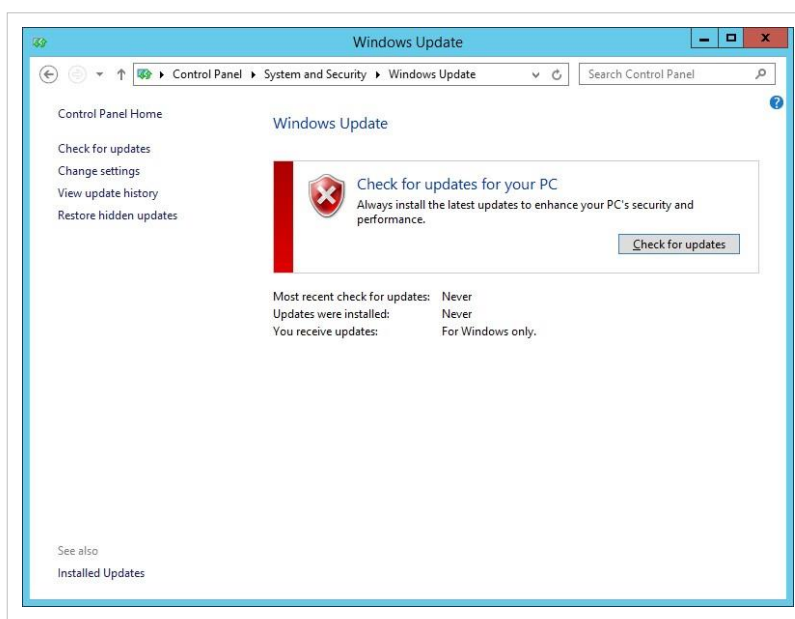 Windows Update
Control Panel
System and Security
Windows Update
Search Control Panel
Control Panel Home
Check for updates
Change settings
View update history
Restore hidden updates
Windows Update
Check for updates for your PC
Always install the latest updates to enhance your PC's security and
performance.
Check for updates
Most recent check for updates: Never
Updates were installed: Never
You receive updates: For Windows only.
See also
Installed Updates